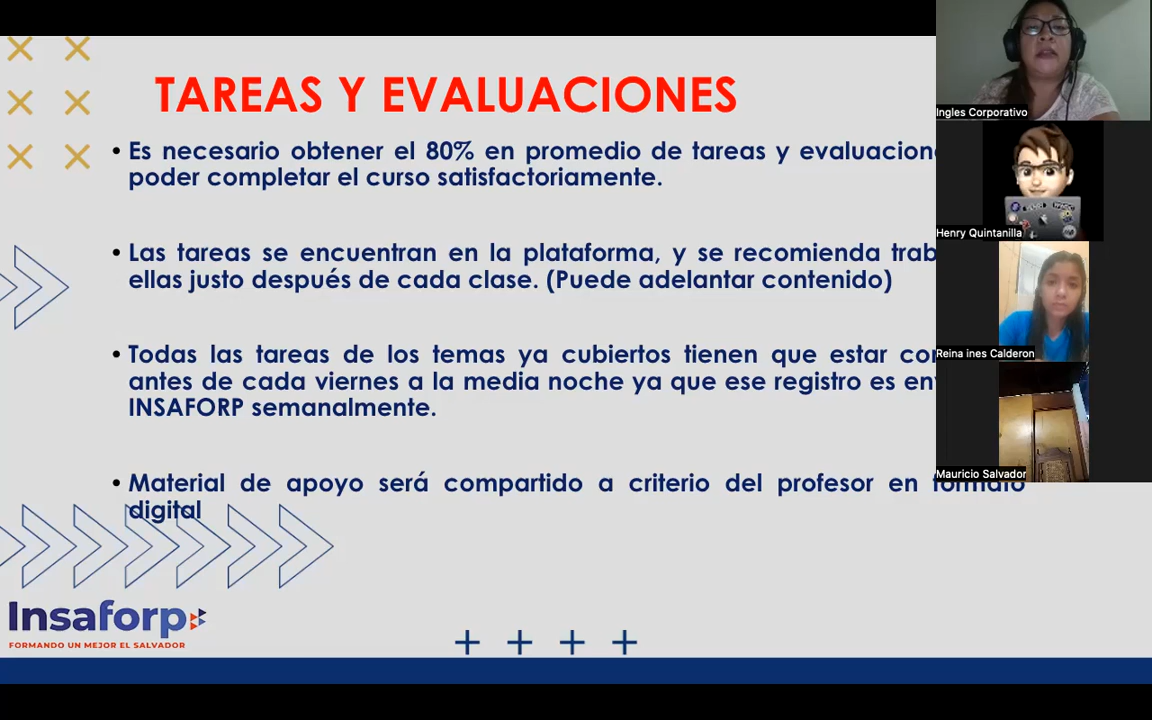 TAREAS Y EVALUACIONES
• Es necesario obtener el 80% en promedio de tareas y
poder completar el curso satisfactoriamente.
• Las tareas se encuentran en la plataforma, y se recomienda
ellas justo después de cada clase. (Puede adelantar contenido)
• Todas las tareas de los temas ya cubiertos tienen que estar
antes de cada viernes a la media noche ya que ese registro es
INSAFORP semanalmente.
• Material de apoyo será compartido a criterio del profesor en formato
digital
Insaforp
FORMANDO UN MEJOR EL SALVADOR
Ingles Corporativo
Henry Quintanilla
Reina ines Calderon
Mauricio Salvador